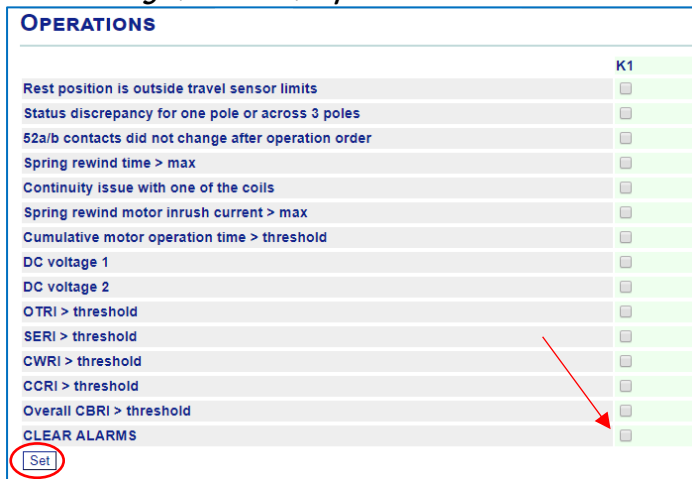 OPERATIONS
K1
Rest position is outside travel sensor limits
Status discrepancy for one pole or across 3 poles
52a/b contacts did not change after operation order
Spring rewind time > max
Continuity issue with one of the coils
Spring rewind motor inrush current > max
Cumulative motor operation time > threshold
DC voltage 1
DC voltage 2
OTRI > threshold
SERI > threshold
CWRI > threshold
CCRI > threshold
Overall CBRI > threshold
CLEAR ALARMS
Set